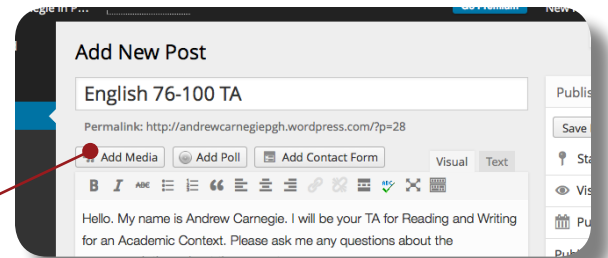 Add New Post
English 76-100 TA
Permalink: http://andrewcarnegiepgh.wordpress.com/?p=28
Add Media Add Poll Add Contact Form Visual Text
B I ABC
Hello. My name is Andrew Carnegie. I will be your TA for Reading and Writing
for an Academic Context. Please ask me any questions about the
Save